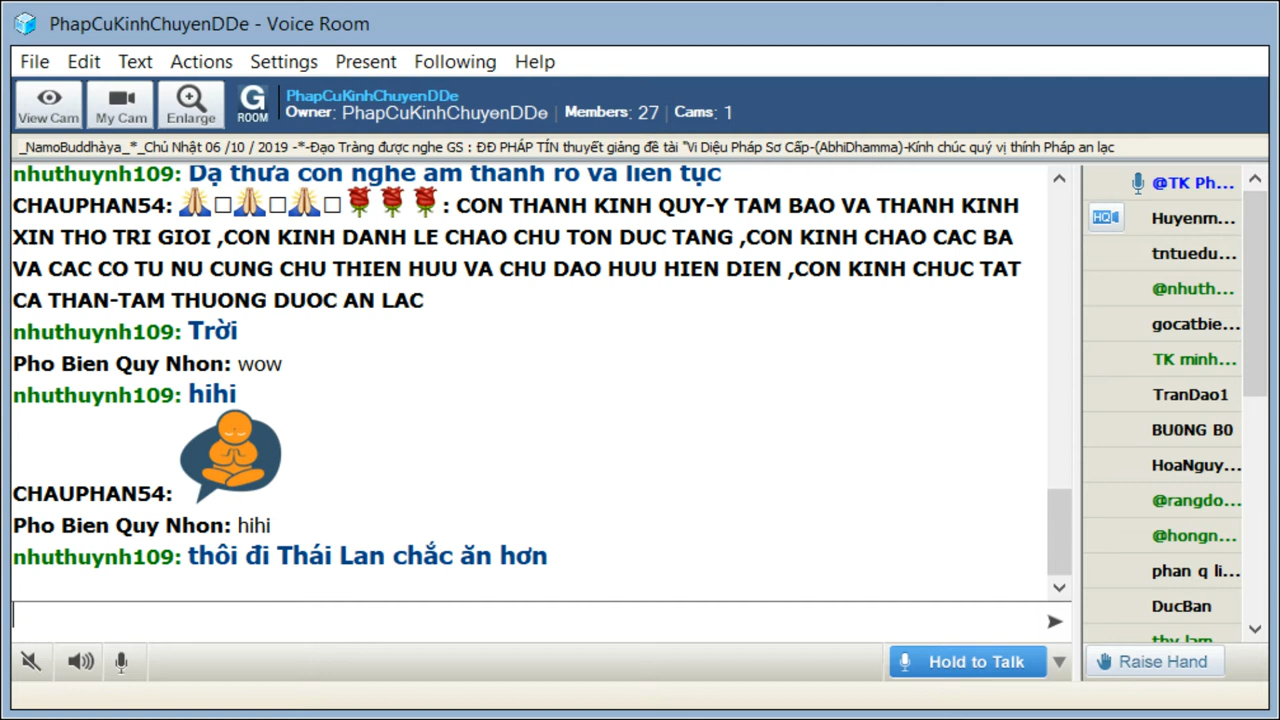 PhapCuKinhChuyenDDe - Voice Room
File Edit Text Actions Settings Present Following Help
View Cam My Cam Enlarge G ROOM
PhapCuKinhChuyenDDe
Owner: PhapCuKinhChuyenDDe | Members: 27 | Cams: 1
_NamoBuddhàya_*_Chủ Nhật 06 /10 / 2019 -*-Đạo Tràng được nghe GS : ĐĐ PHÁP TÍN thuyết giảng đề tài "Vi Diệu Pháp Sơ Cấp-(AbhiDhamma)-Kính chúc quý vị thính Pháp an lạc
nhuthuynh109: Dạ thưa con nghe âm thanh rõ và liên tục
CHAUPHAN54: 🙏□🙏□🙏□🌹🌹🌹: CON THANH KINH QUY-Y TAM BAO VA THANH KINH
XIN THO TRI GIOI ,CON KINH DANH LE CHAO CHU TON DUC TANG ,CON KINH CHAO CAC BA
VA CAC CO TU NU CUNG CHU THIEN HUU VA CHU DAO HUU HIEN DIEN ,CON KINH CHUC TAT
CA THAN-TAM THUONG DUOC AN LAC
nhuthuynh109: Trời
Pho Bien Quy Nhon: wow
nhuthuynh109: hihi
CHAUPHAN54:
Pho Bien Quy Nhon: hihi
nhuthuynh109: thôi đi Thái Lan chắc ăn hơn
Hold to Talk
@TK Ph...
HQ Huyenm...
tntuedu...
@nhuth...
gocatbie...
TK minh...
TranDao1
BU0NG B0
HoaNguy...
@rangdo...
@hongn...
phan q li...
DucBan
thy lam
Raise Hand